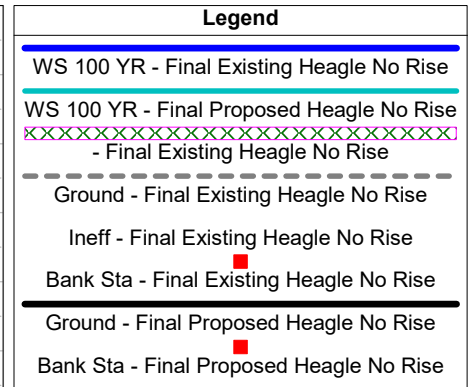 Legend
WS 100 YR - Final Existing Heagle No Rise
WS 100 YR - Final Proposed Heagle No Rise
- Final Existing Heagle No Rise
Ground - Final Existing Heagle No Rise
Ineff - Final Existing Heagle No Rise
Bank Sta - Final Existing Heagle No Rise
Ground - Final Proposed Heagle No Rise
Bank Sta - Final Proposed Heagle No Rise